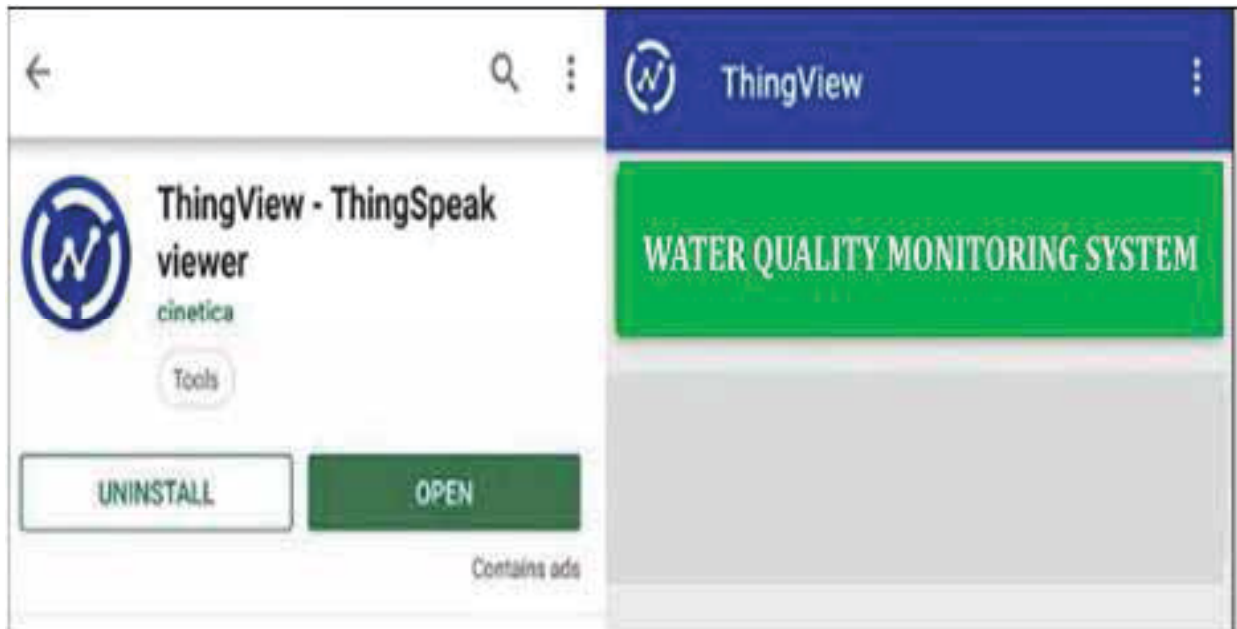 ThingView - ThingSpeak
viewer
cinetica
Tools
UNINSTALL
OPEN
Contains ads
ThingView
WATER QUALITY MONITORING SYSTEM